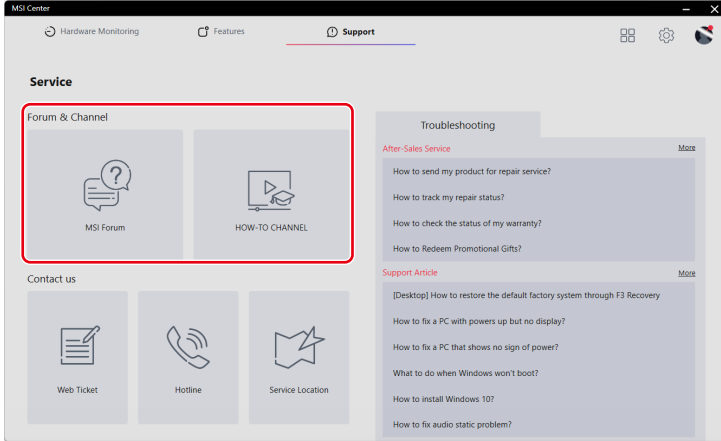 MSI Center
Hardware Monitoring
Features
Support
Service
Forum & Channel
MSI Forum
HOW-TO CHANNEL
Contact us
Web Ticket
Hotline
Service Location
Troubleshooting
After-Sales Service
More
How to send my product for repair service?
How to track my repair status?
How to check the status of my warranty?
How to Redeem Promotional Gifts?
Support Article
More
[Desktop] How to restore the default factory system through F3 Recovery
How to fix a PC with powers up but no display?
How to fix a PC that shows no sign of power?
What to do when Windows won't boot?
How to install Windows 10?
How to fix audio static problem?